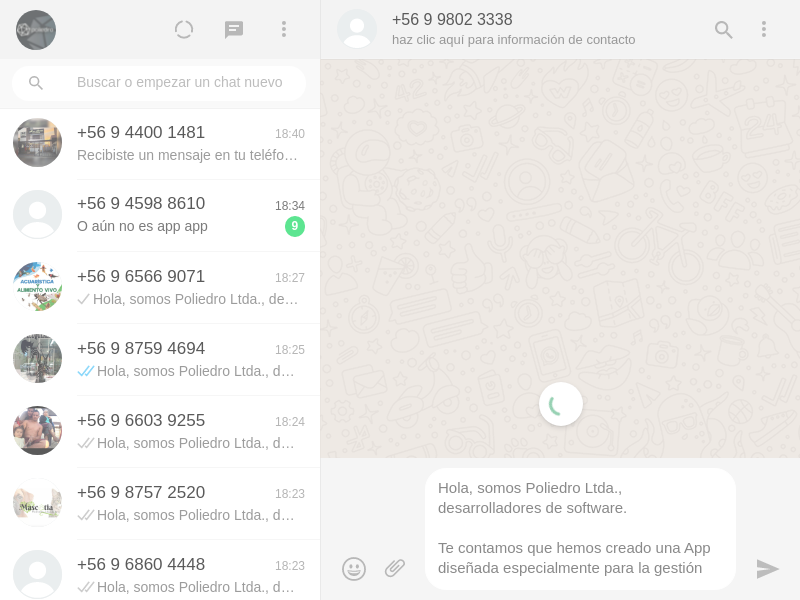 +56 9 9802 3338
haz clic aquí para información de contacto
Buscar o empezar un chat nuevo
+56 9 4400 1481
18:40
Recibiste un mensaje en tu teléfo…
+56 9 4598 8610
18:34
O aún no es app app
9
+56 9 6566 9071
18:27
Hola, somos Poliedro Ltda., de…
ACUARÍSTICA
ALIMENTO VIVO
+56 9 8759 4694
18:25
Hola, somos Poliedro Ltda., d…
+56 9 6603 9255
18:24
Hola, somos Poliedro Ltda., d…
+56 9 8757 2520
18:23
Hola, somos Poliedro Ltda., d…
+56 9 6860 4448
18:23
Hola, somos Poliedro Ltda., d…
Hola, somos Poliedro Ltda.,
desarrolladores de software.
Te contamos que hemos creado una App
diseñada especialmente para la gestión